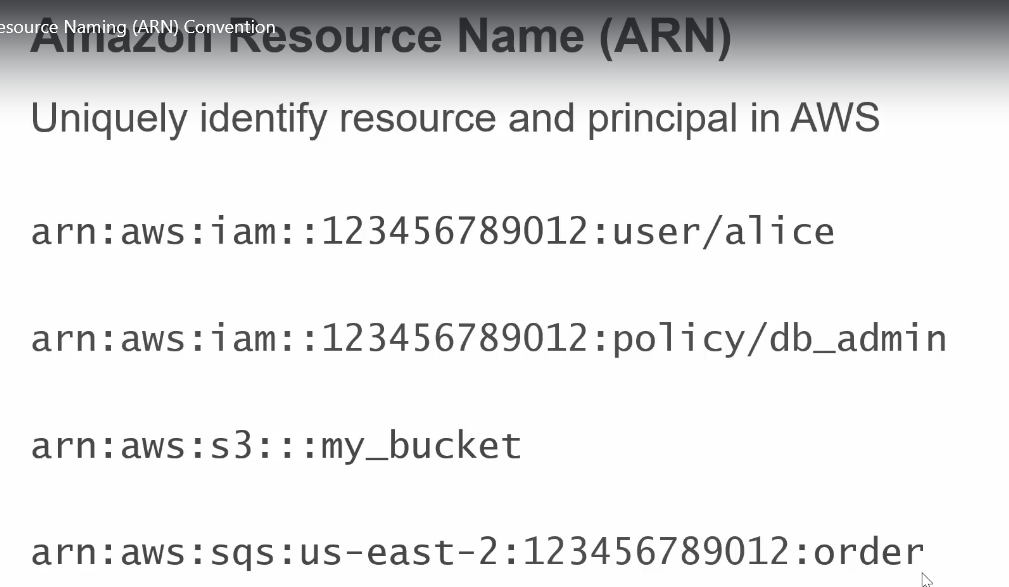 esource Naming (ARN) Convention
Amazon Resource Name (ARN)
Uniquely identify resource and principal in AWS
arn:aws:iam::123456789012:user/alice
arn:aws:iam::123456789012:policy/db_admin
arn:aws:s3:::my_bucket
arn:aws:sqs:us-east-2:123456789012:order